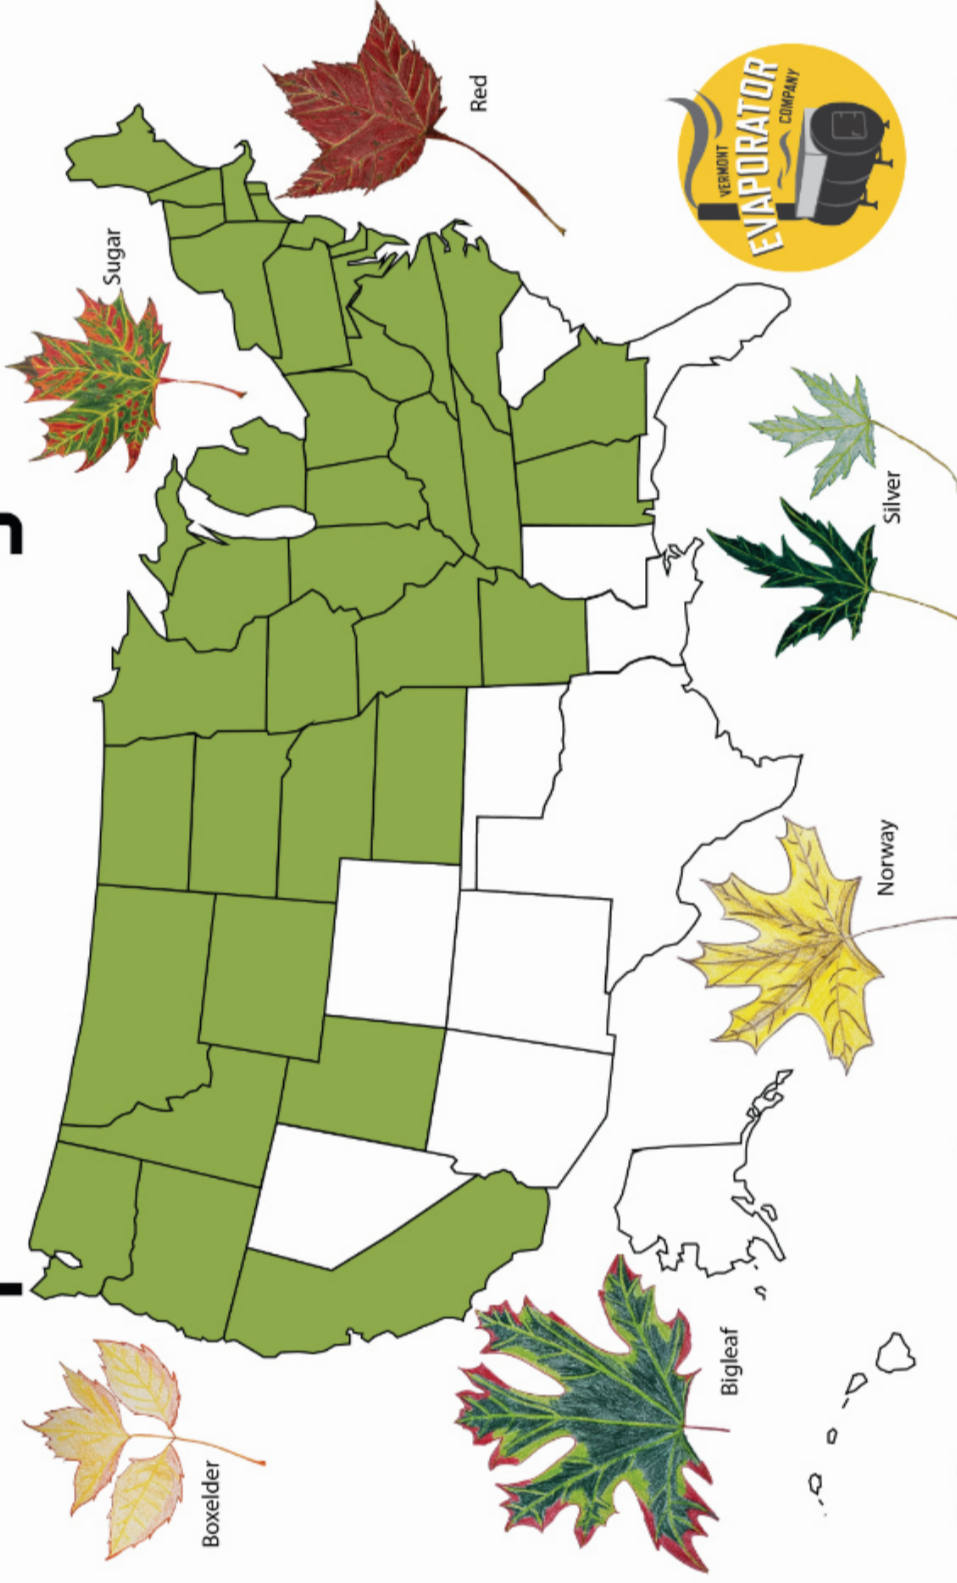 Sugar
Red
Boxelder
Bigleaf
Norway
Silver
VERMONT
EVAPORATOR
COMPANY